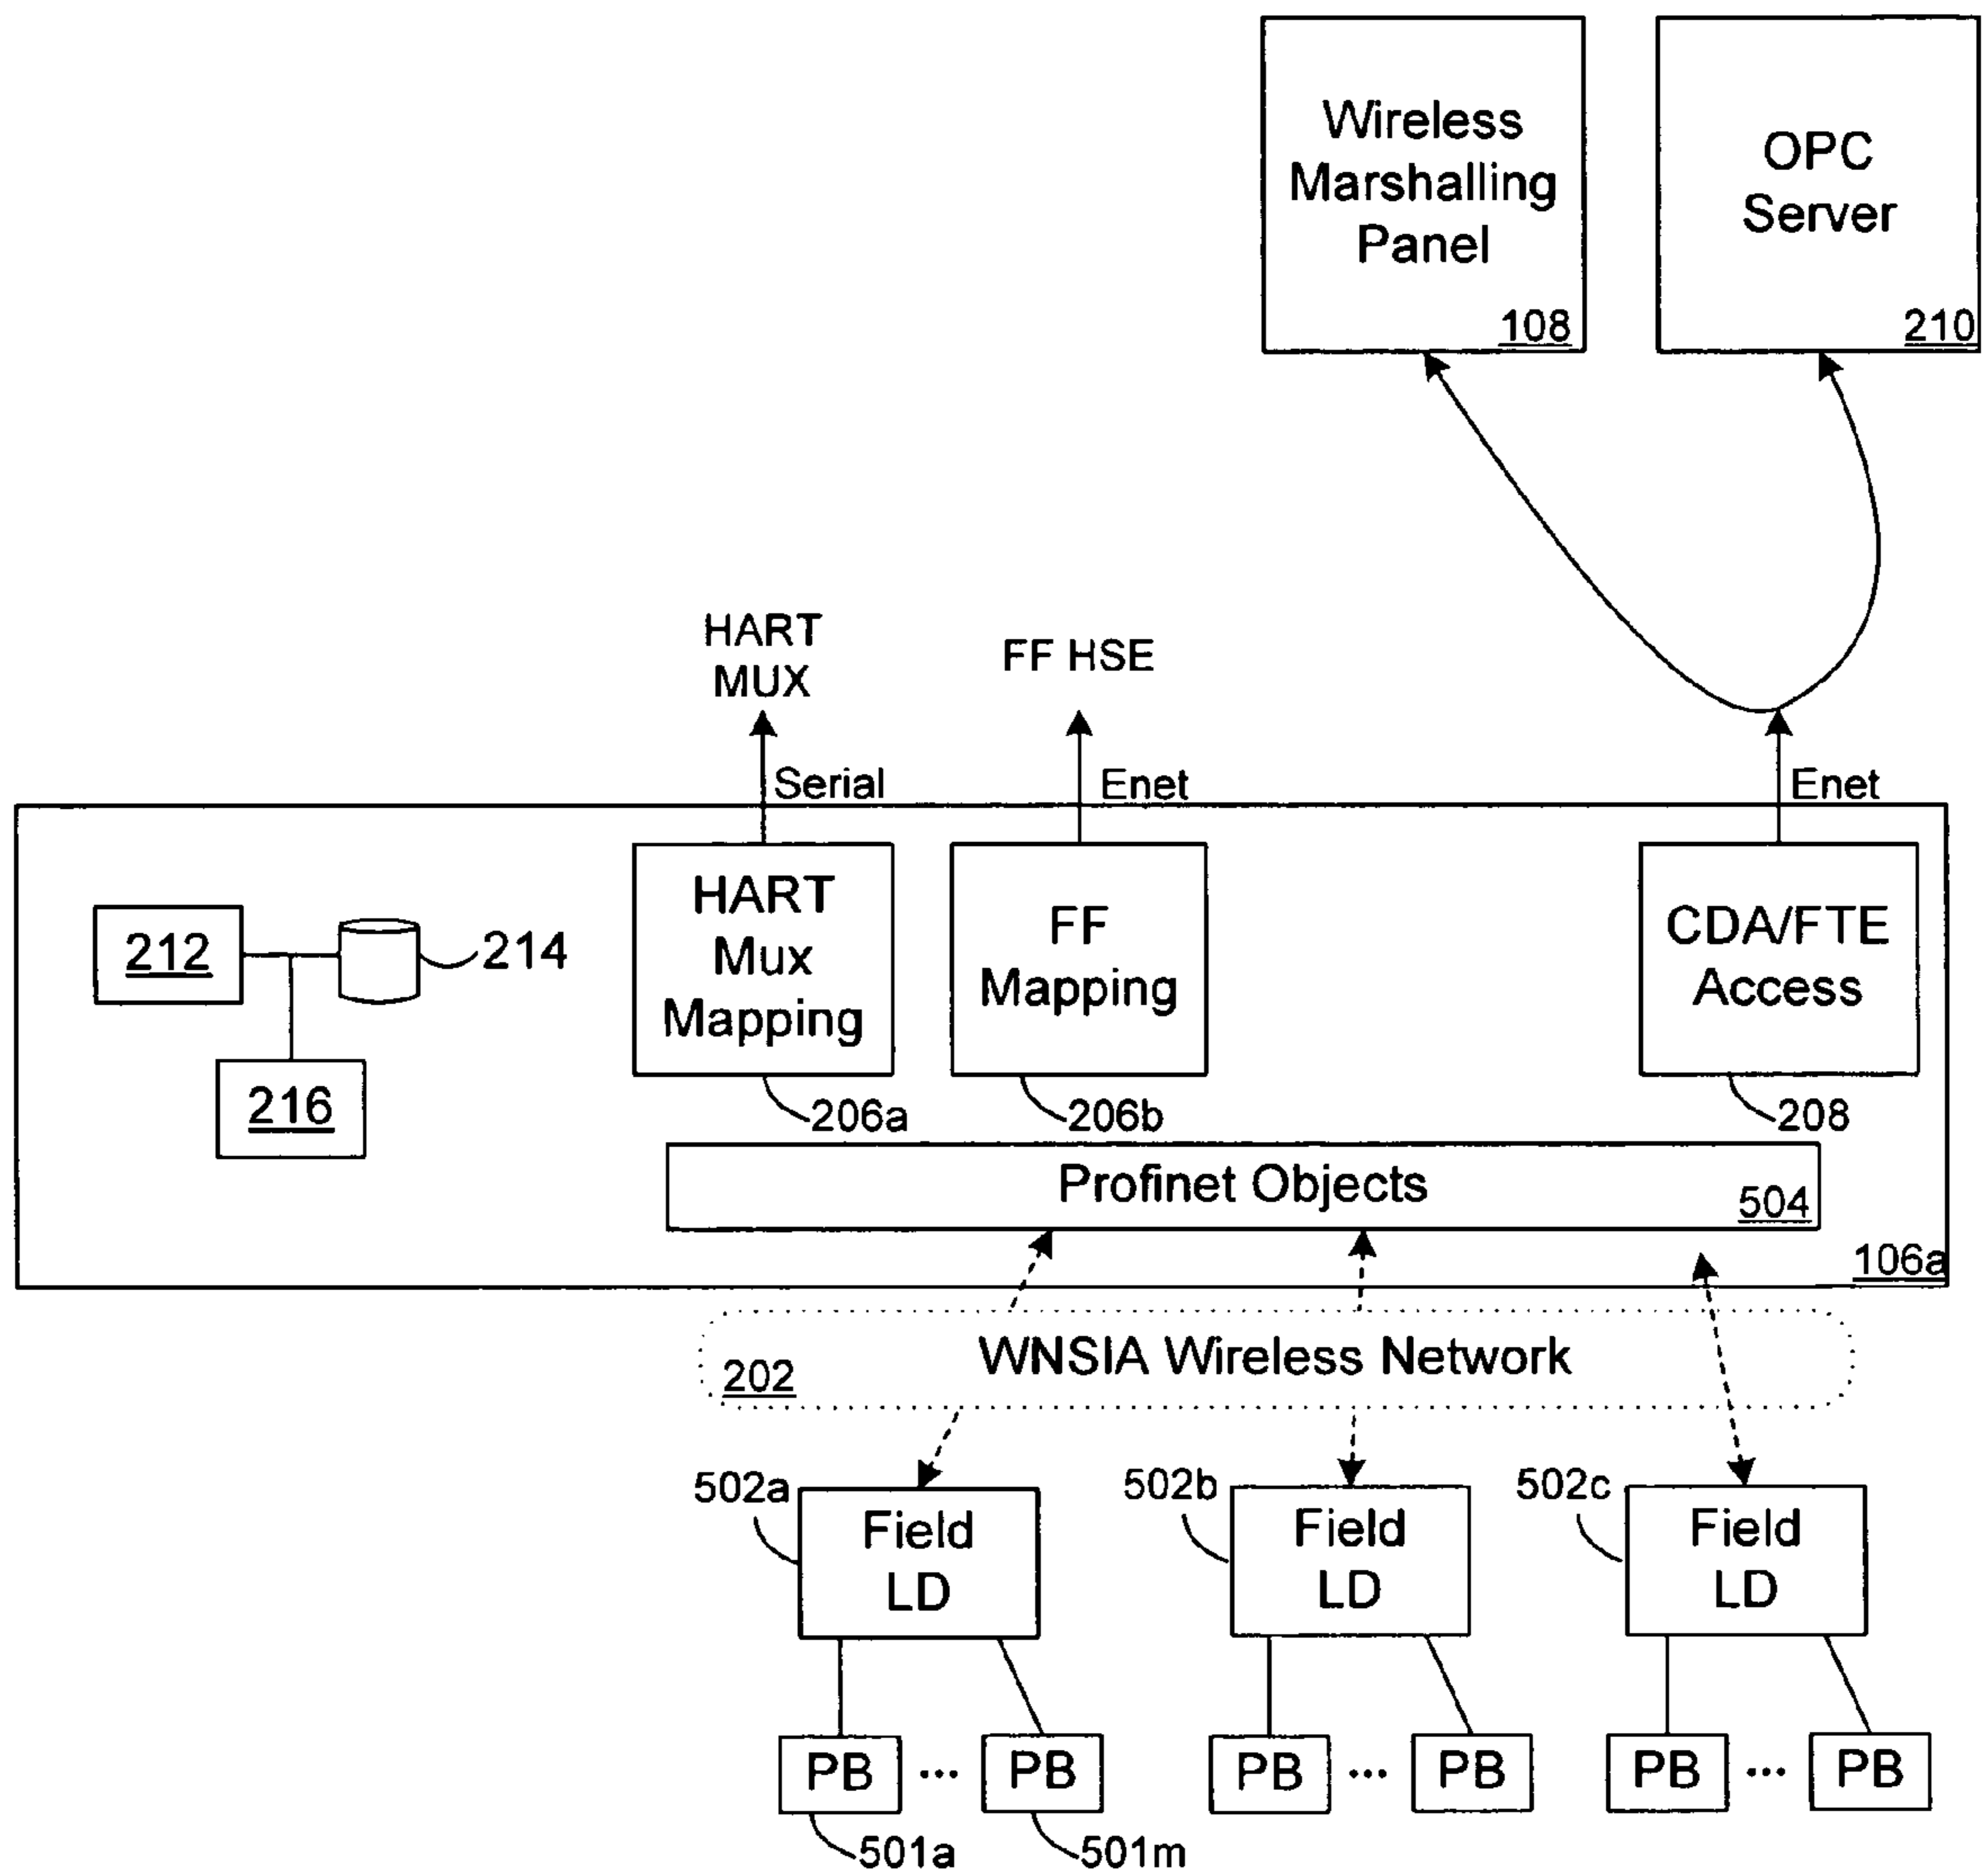 Wireless
Marshalling
Panel
108
OPC
Server
210
HART
MUX
FF HSE
Serial
Enet
Enet
212
214
216
HART
Mux
Mapping
206a
FF
Mapping
206b
CDA/FTE
Access
208
Profinet Objects
504
106a
WNSIA Wireless Network
202
502a
Field
LD
502b
Field
LD
502c
Field
LD
PB ... PB
PB ... PB
PB ... PB
501a
501m